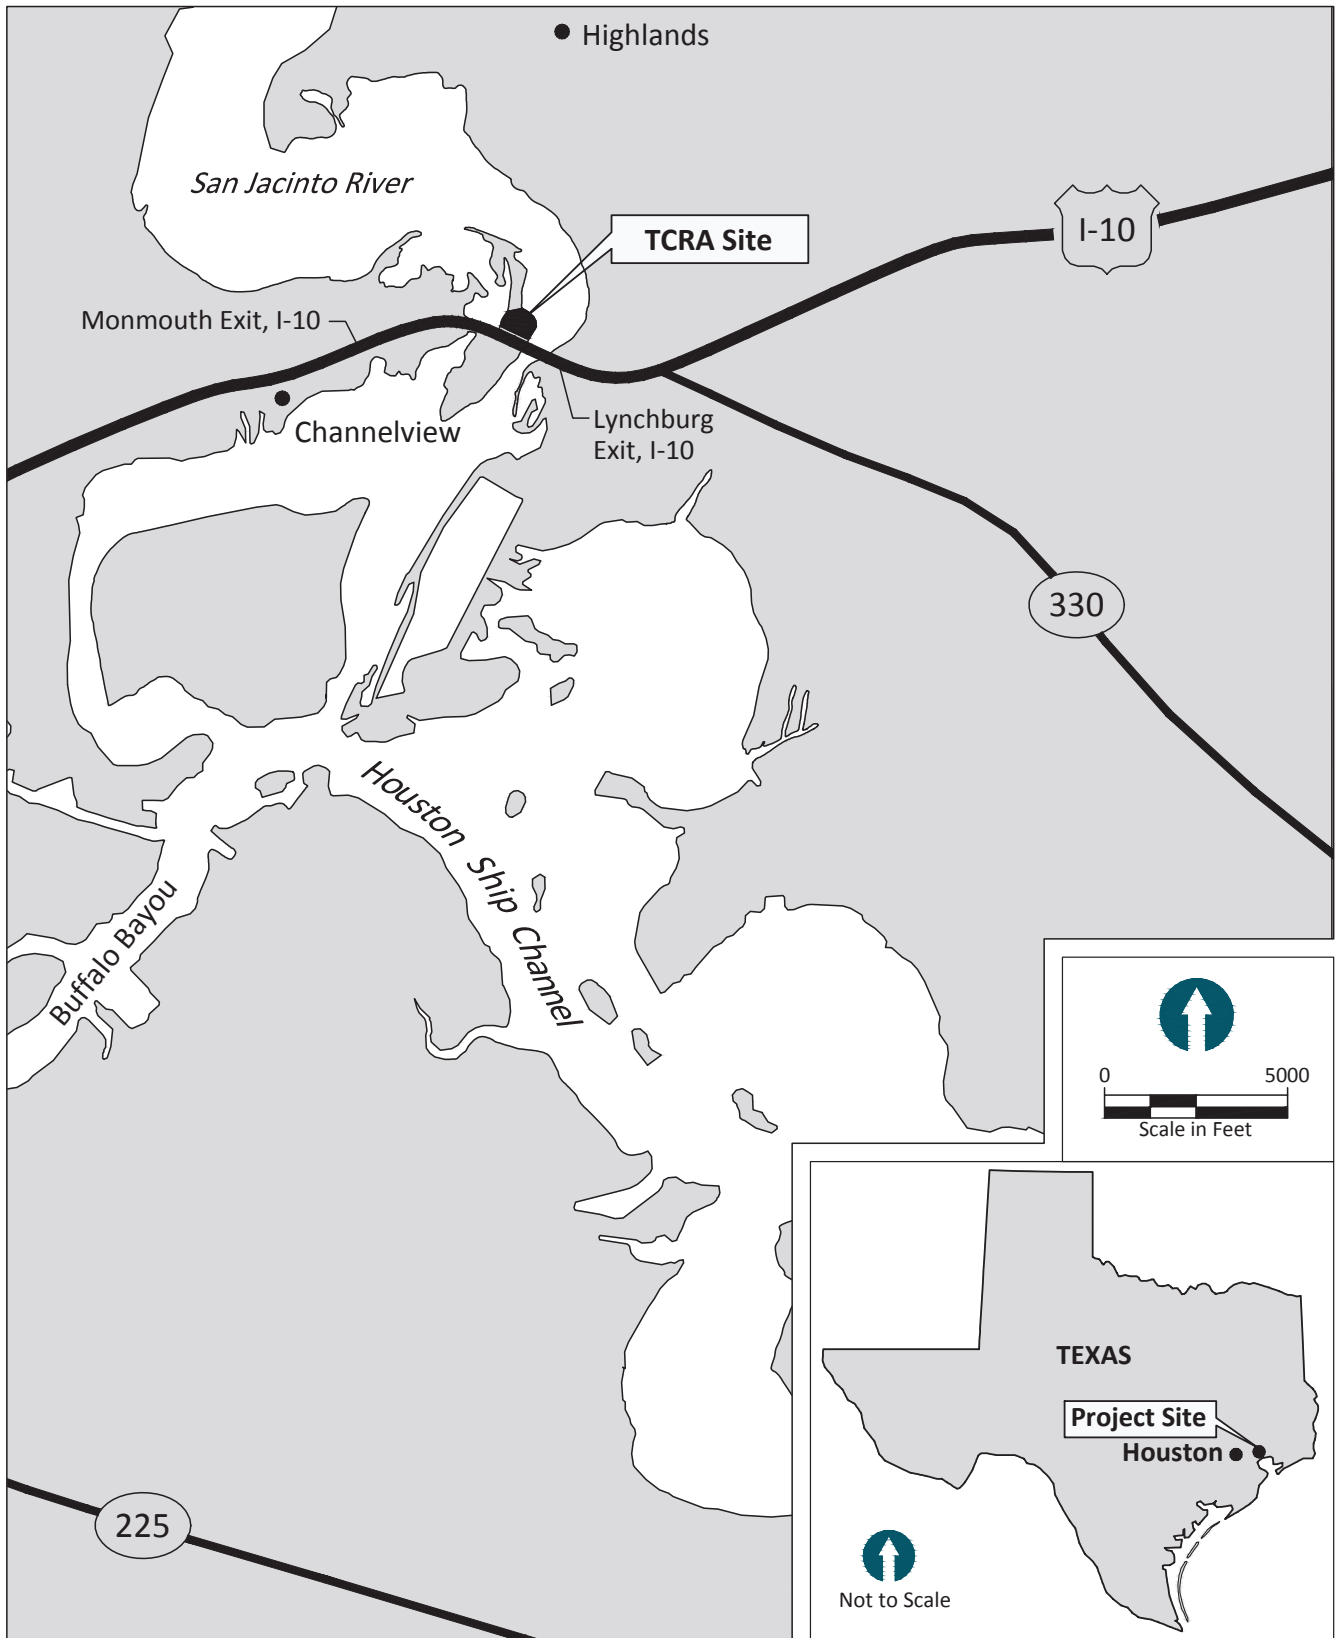 Highlands
San Jacinto River
TCRA Site
I-10
Monmouth Exit, I-10
Channelview
Lynchburg
Exit, I-10
330
Houston Ship Channel
Buffalo Bayou
0 5000
Scale in Feet
TEXAS
Project Site
Houston
225
Not to Scale